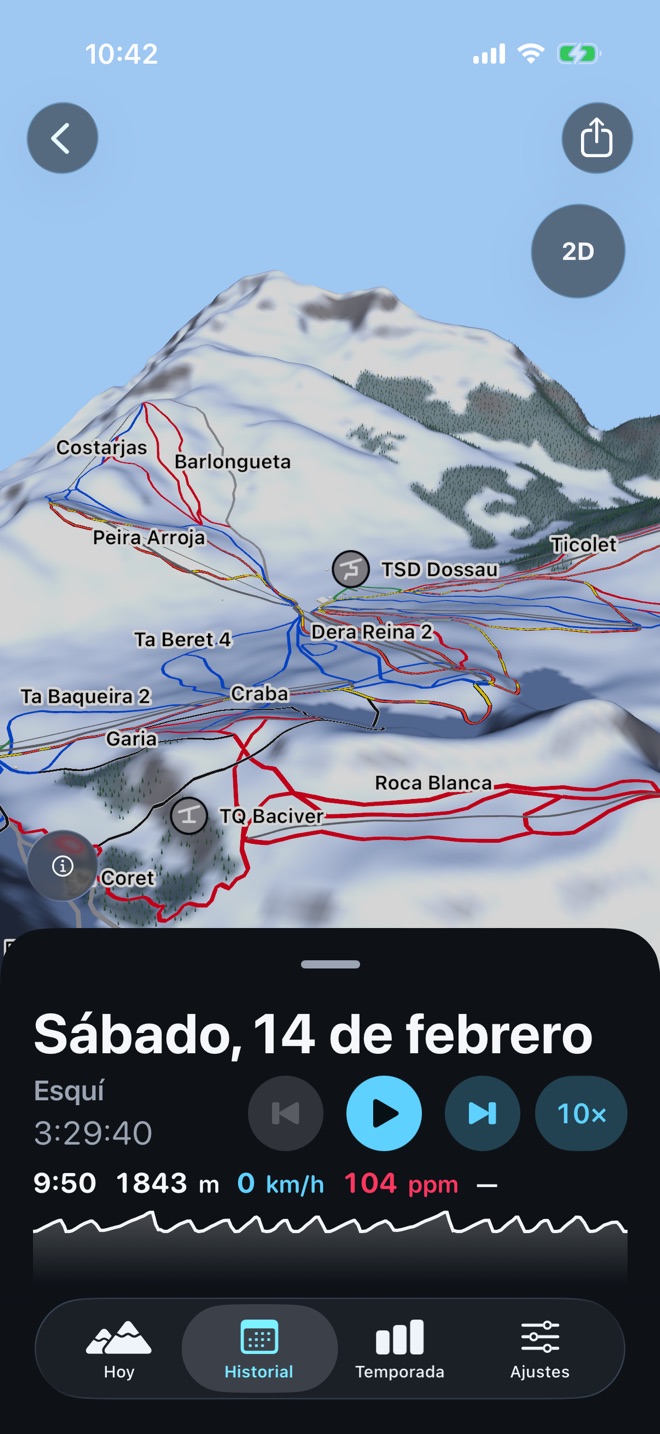 10:42
2D
Costarjas
Barlongueta
Peira Arroja
Ticolet
TSD Dossau
Dera Reina 2
Ta Beret 4
Ta Baqueira 2
Craba
Garia
Roca Blanca
TQ Baciver
Coret
Sábado, 14 de febrero
Esquí
3:29:40
10×
9:50 1843 m 0 km/h 104 ppm —
Hoy
Historial
Temporada
Ajustes